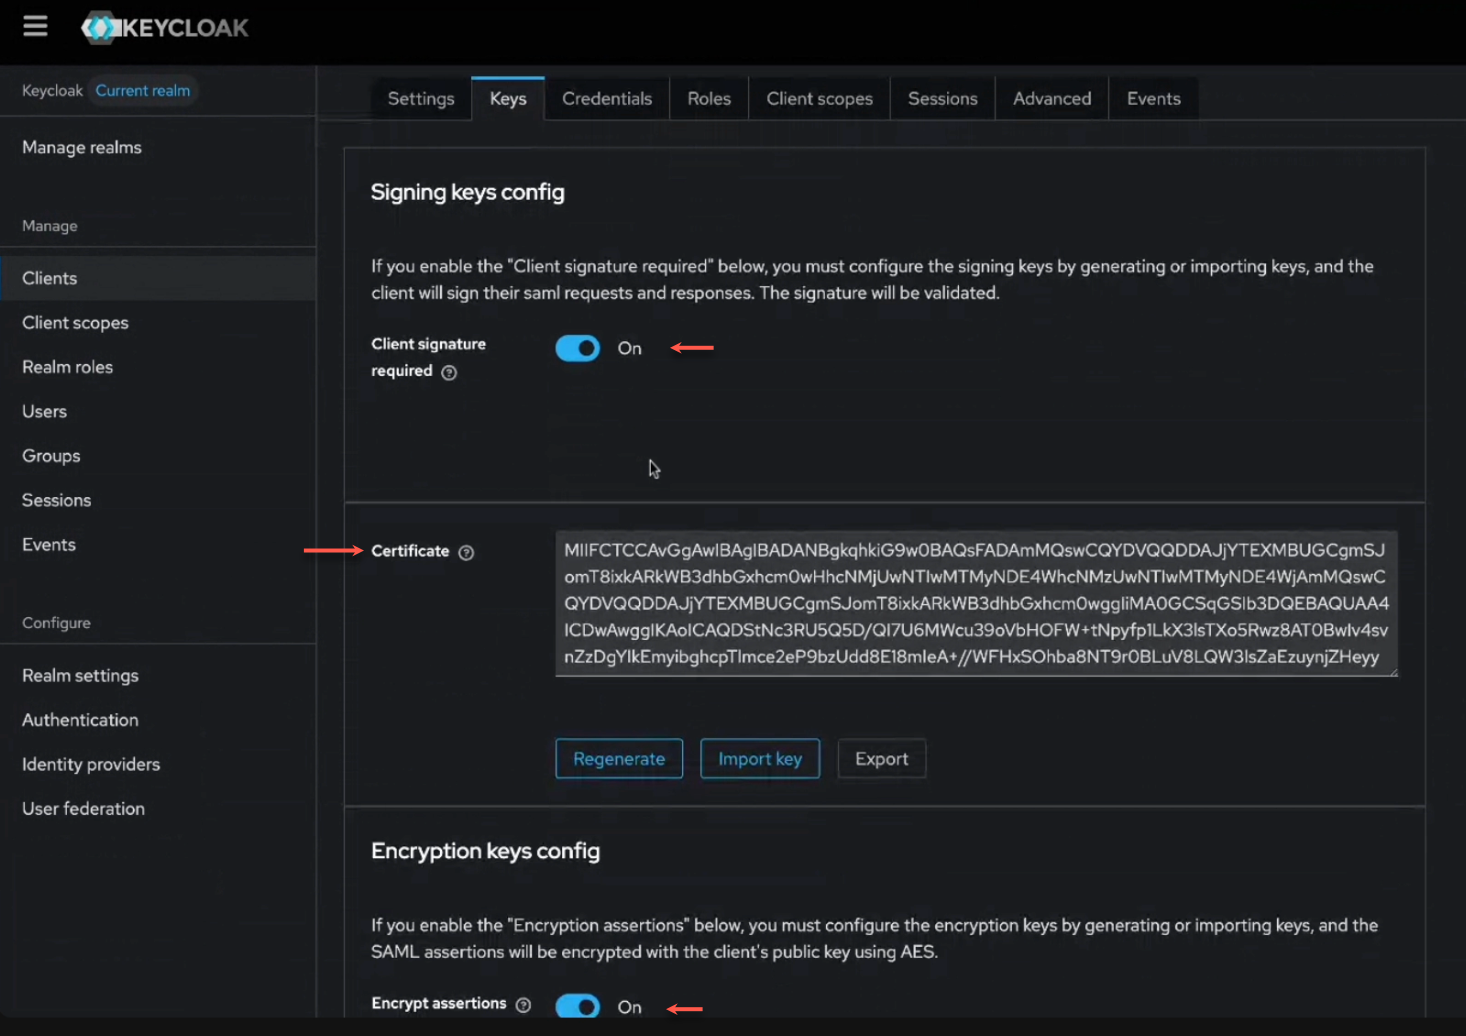 KEYCLOAK
Keycloak Current realm
Manage realms
Manage
Clients
Client scopes
Realm roles
Users
Groups
Sessions
Events
Configure
Realm settings
Authentication
Identity providers
User federation
Settings Keys Credentials Roles Client scopes Sessions Advanced Events
Signing keys config
If you enable the "Client signature required" below, you must configure the signing keys by generating or importing keys, and the
client will sign their saml requests and responses. The signature will be validated.
Client signature
required
On
Certificate
MIIFCTCCAvGgAwIBAgIBADANBgkqhkiG9w0BAQsFADAmMQswCQYDVQQDDAJjYTEXMBUGCgmSJ
omT8ixkARkWB3dhbGxhcm0wHhcNMjUwNTIwMTMyNDE4WhcNMzUwNTIwMTMyNDE4WjAmMQswC
QYDVQQDDAJjYTEXMBUGCgmSJomT8ixkARkWB3dhbGxhcm0wggIiMA0GCSqGSIb3DQEBAQUAA4
ICDwAwggIKAoICAQDStNc3RU5Q5D/QI7U6MWcu39oVbHOFW+tNpyfp1LkX3lsTXo5Rwz8AT0BwIv4sv
nZzDgYlkEmyibghcpTlmce2eP9bzUdd8E18mIeA+//WFHxSOhba8NT9r0BLuV8LQW3lsZaEzuynjZHeyy
Regenerate Import key Export
Encryption keys config
If you enable the "Encryption assertions" below, you must configure the encryption keys by generating or importing keys, and the
SAML assertions will be encrypted with the client's public key using AES.
Encrypt assertions On